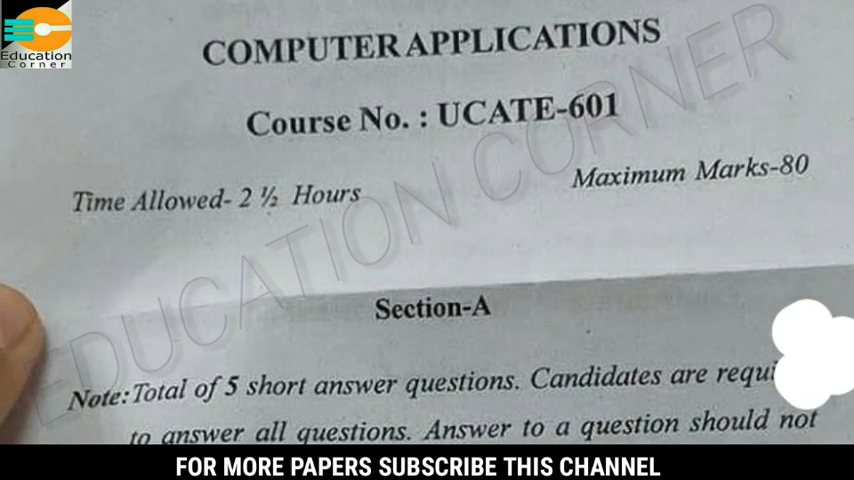 Education
Corner
COMPUTER APPLICATIONS
Course No. : UCATE-601
Time Allowed- 2 ½ Hours
Maximum Marks-80
EDUCATION CORNER
Section-A
Note: Total of 5 short answer questions. Candidates are requi
to answer all questions. Answer to a question should not
FOR MORE PAPERS SUBSCRIBE THIS CHANNEL